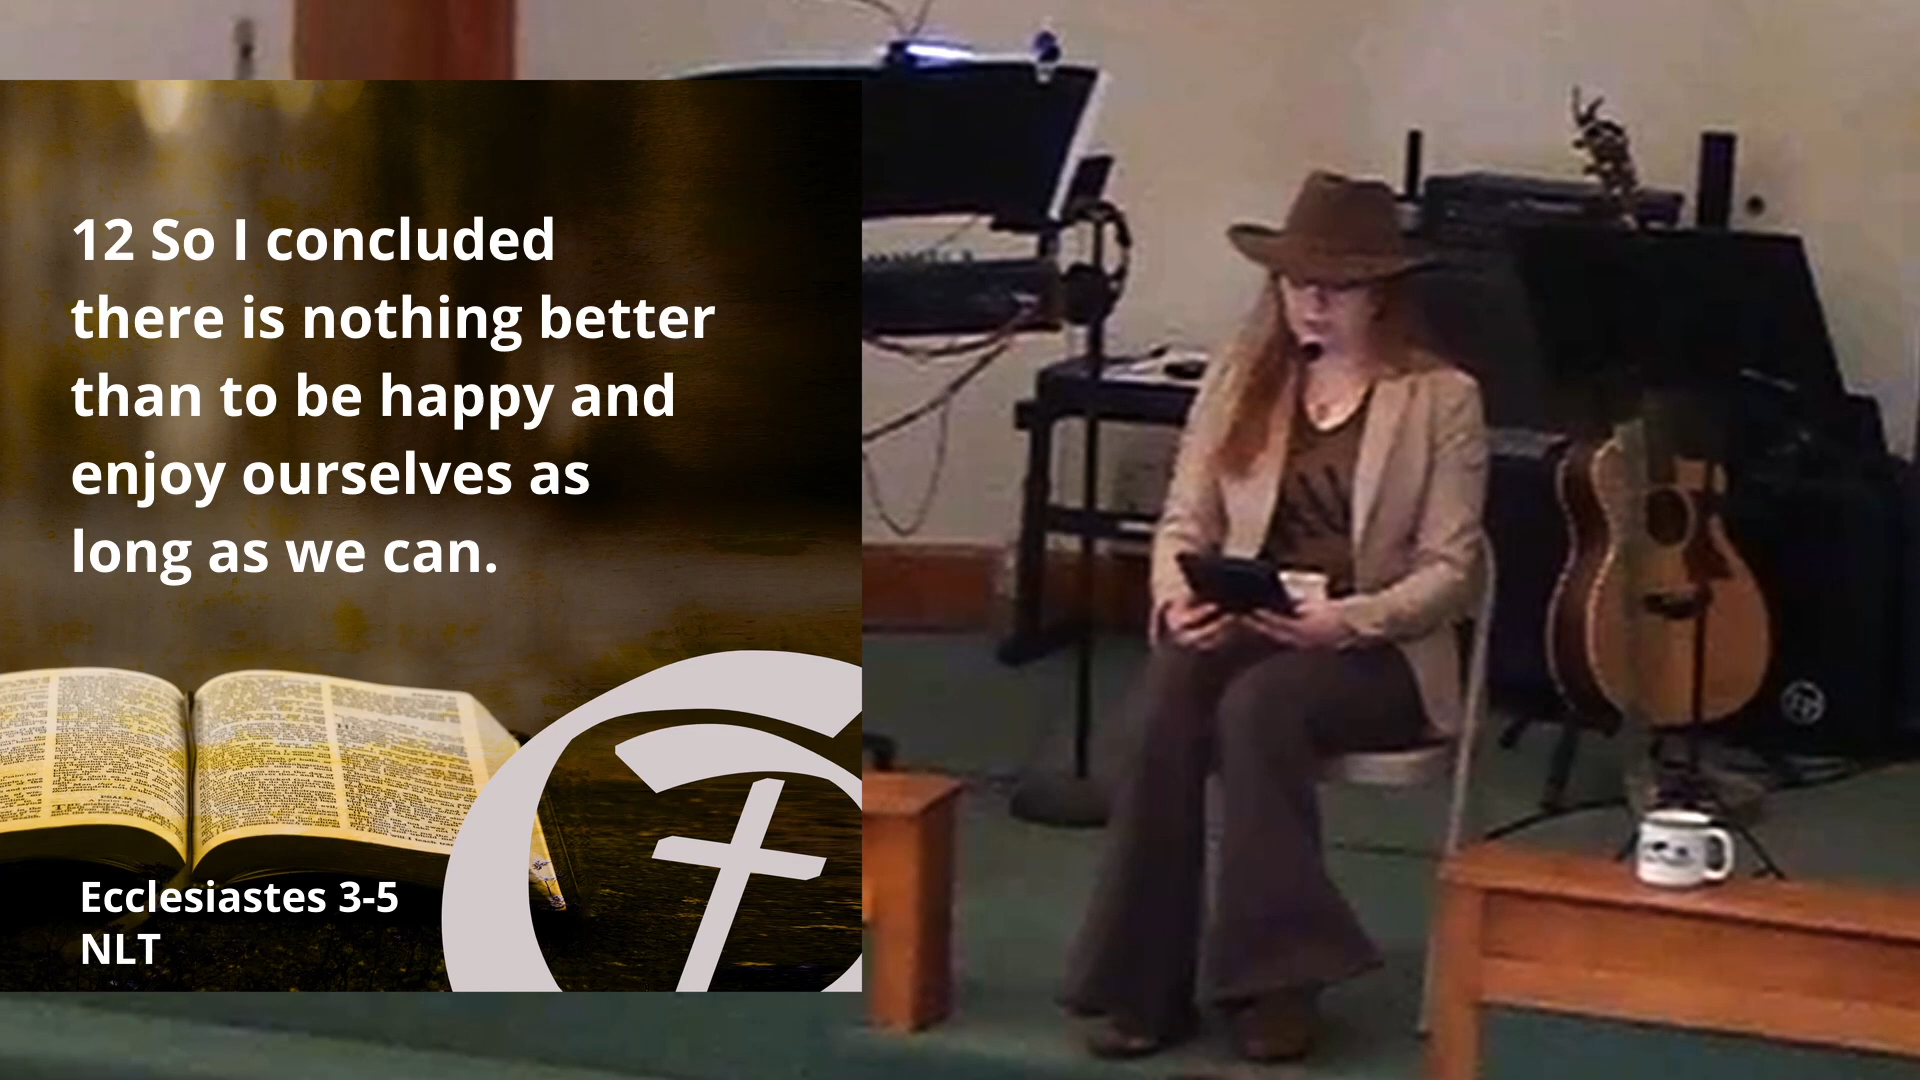 12 So I concluded
there is nothing better
than to be happy and
enjoy ourselves as
long as we can.
Ecclesiastes 3-5
NLT